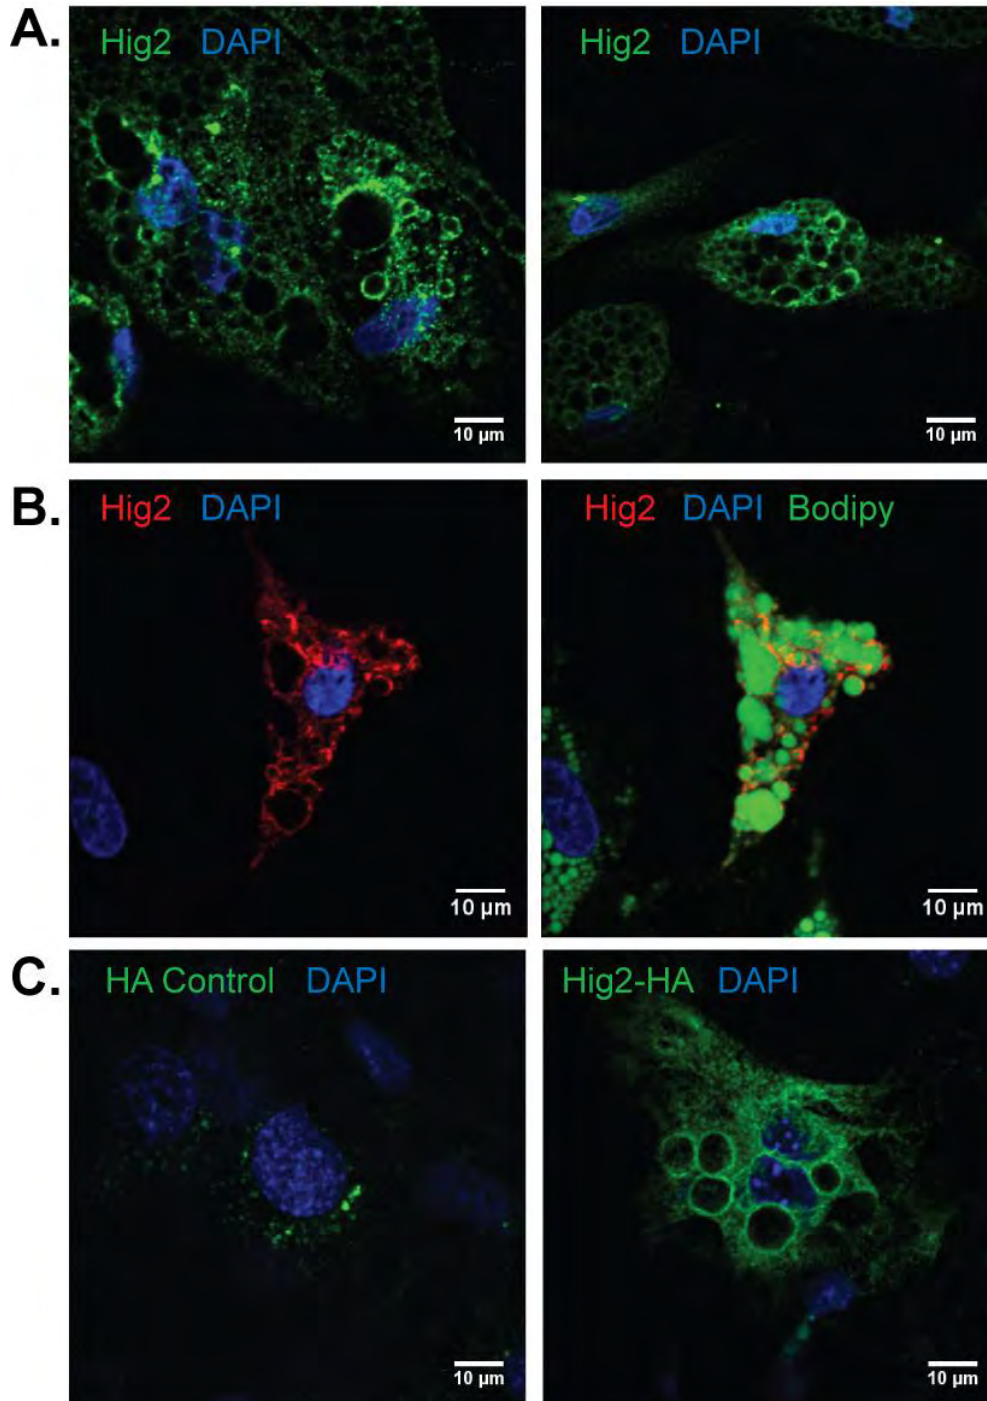 A.
Hig2 DAPI
10 µm
Hig2 DAPI
10 µm
B.
Hig2 DAPI
10 µm
Hig2 DAPI Bodipy
10 µm
C.
HA Control DAPI
10 µm
Hig2-HA DAPI
10 µm